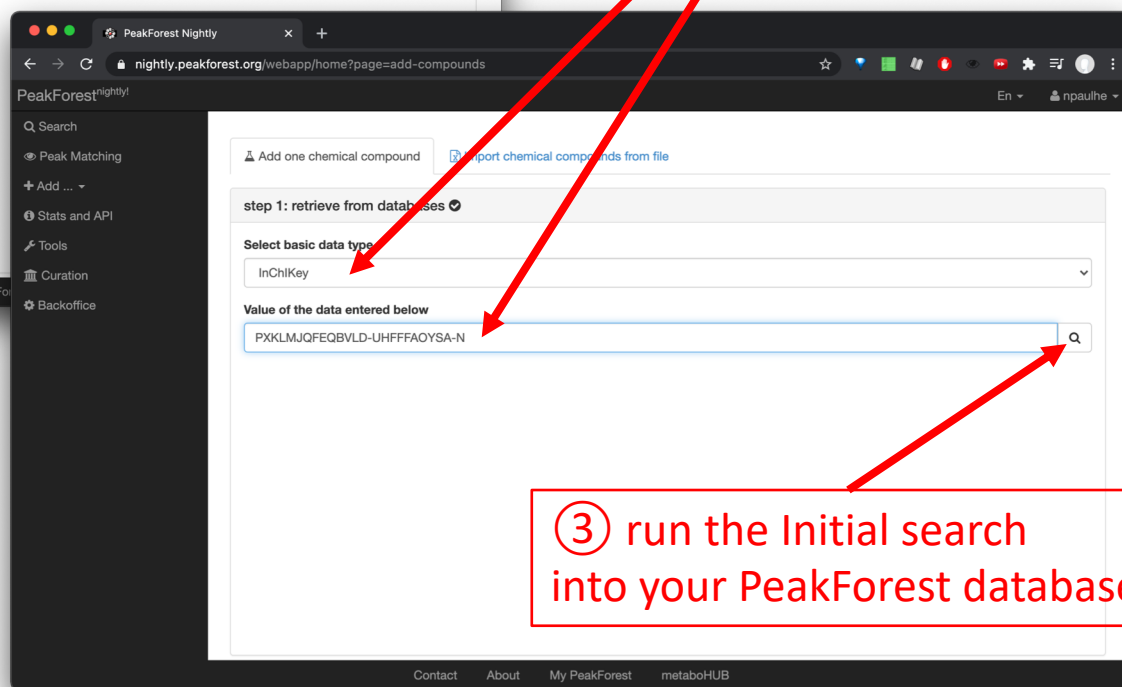 PeakForest Nightly
nightly.peakforest.org/webapp/home?page=add-compounds
PeakForest nightly!
En
npaulhe
Search
Peak Matching
Add ...
Stats and API
Tools
Curation
Backoffice
Add one chemical compound
Import chemical compounds from file
step 1: retrieve from databases
Select basic data type
InChIKey
Value of the data entered below
PXKLMJQFEQBVLD-UHFFFAOYSA-N
③ run the Initial search
into your PeakForest database
Contact About My PeakForest metaboHUB